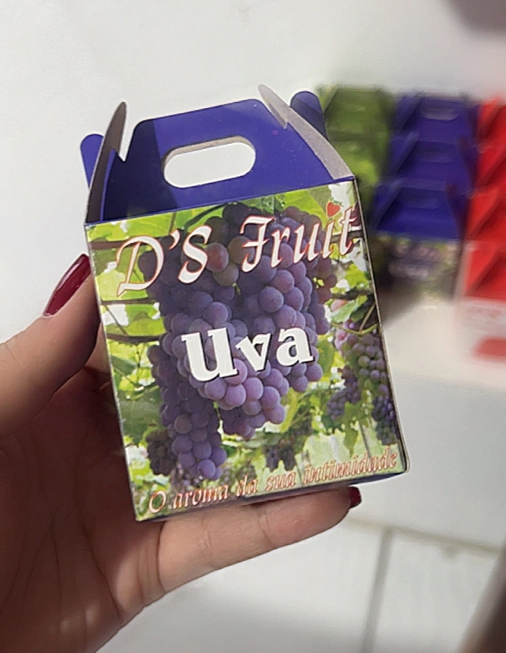 D'S Fruit
Uva
O aroma da sua intimidade